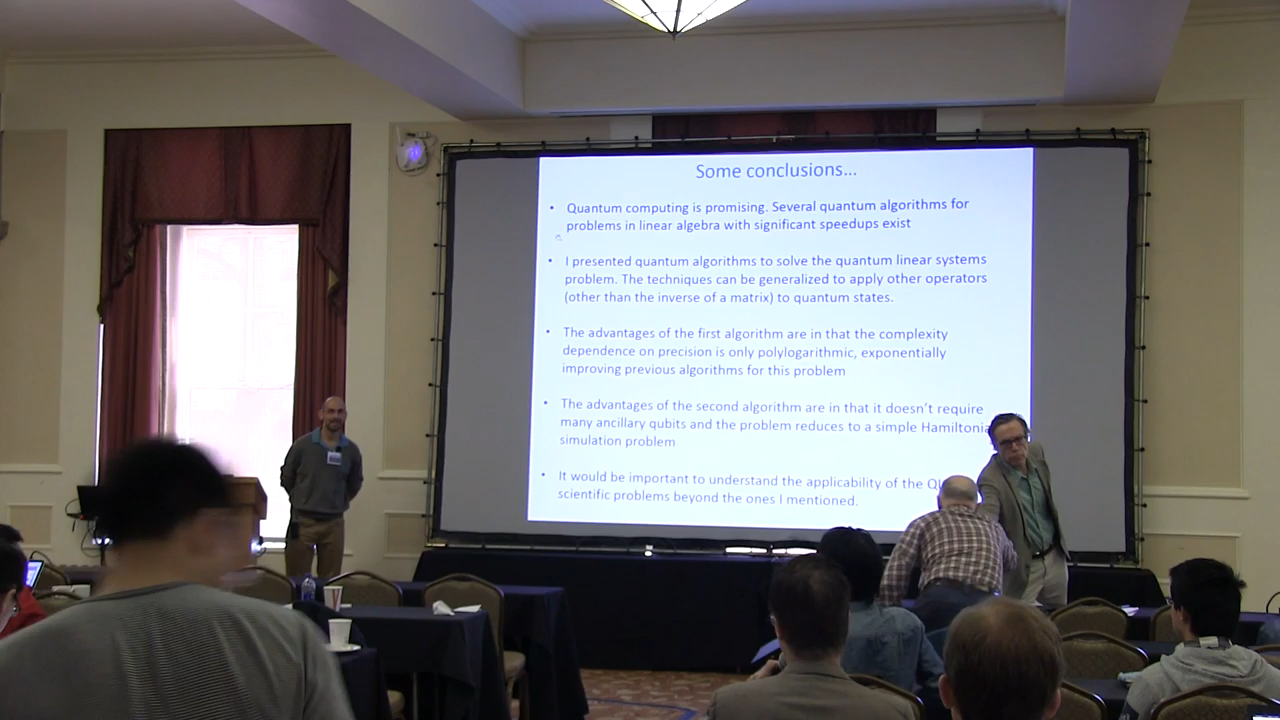 Some conclusions...
• Quantum computing is promising. Several quantum algorithms for
problems in linear algebra with significant speedups exist
• I presented quantum algorithms to solve the quantum linear systems
problem. The techniques can be generalized to apply other operators
(other than the inverse of a matrix) to quantum states.
• The advantages of the first algorithm are in that the complexity
dependence on precision is only polylogarithmic, exponentially
improving previous algorithms for this problem
• The advantages of the second algorithm are in that it doesn't require
many ancillary qubits and the problem reduces to a simple Hamiltonia
simulation problem
• It would be important to understand the applicability of the
scientific problems beyond the ones I mentioned.